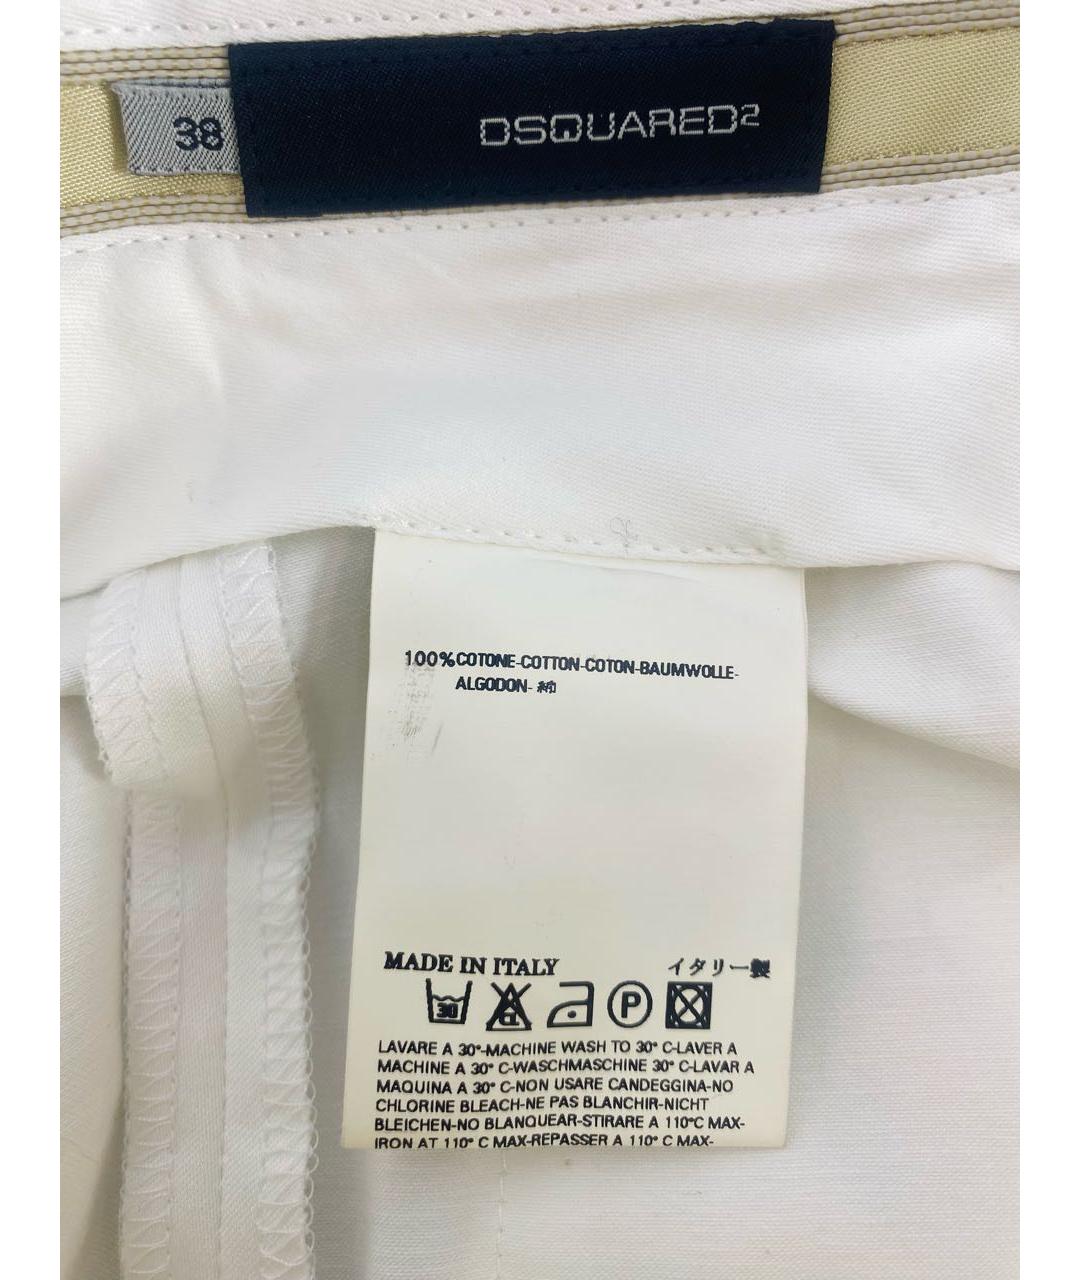 38
DSQUARED2
100% COTONE-COTTON-COTON-BAUMWOLLE-
ALGODON- 綿
MADE IN ITALY イタリー製
30 CL P
LAVARE A 30°-MACHINE WASH TO 30° C-LAVER A
MACHINE A 30° C-WASCHMASCHINE 30° C-LAVAR A
MAQUINA A 30° C-NON USARE CANDEGGINA-NO
CHLORINE BLEACH-NE PAS BLANCHIR-NICHT
BLEICHEN-NO BLANQUEAR-STIRARE A 110°C MAX-
IRON AT 110° C MAX-REPASSER A 110° C MAX-